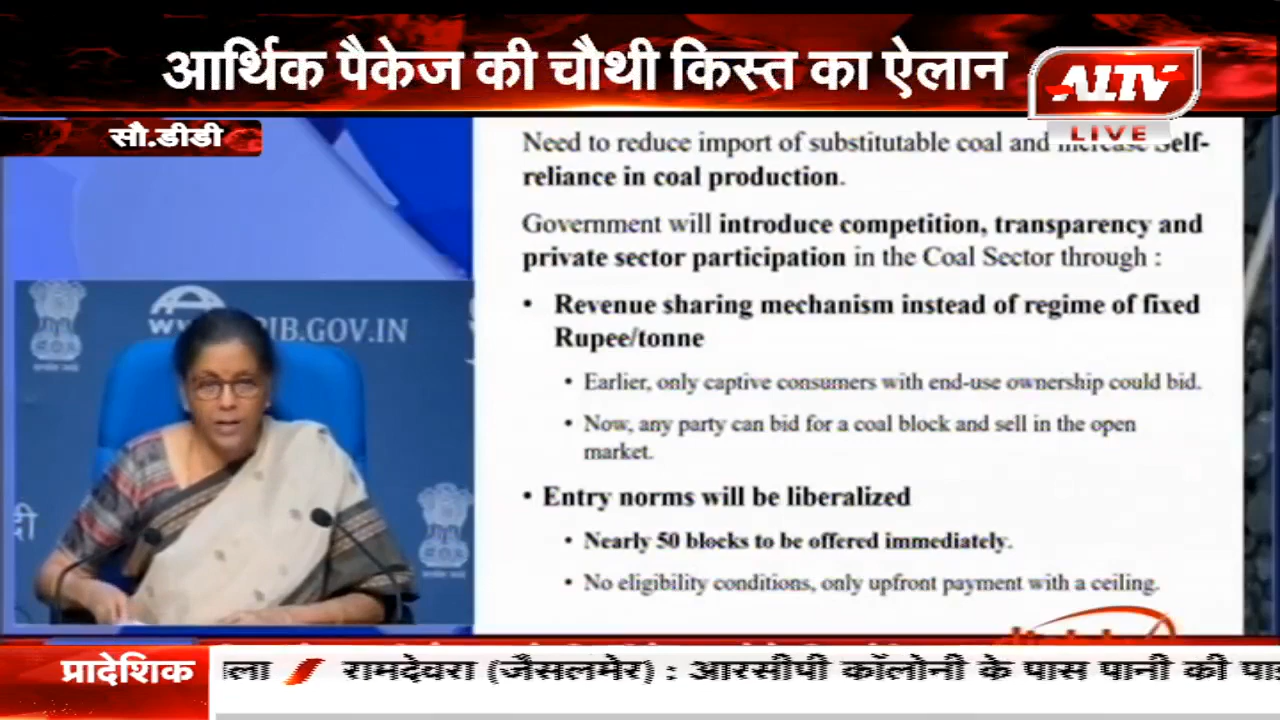 आर्थिक पैकेज की चौथी किस्त का ऐलान
ALTV
LIVE
सौ.डीडी
Need to reduce import of substitutable coal and increase Self-
reliance in coal production.
Government will introduce competition, transparency and
private sector participation in the Coal Sector through :
• Revenue sharing mechanism instead of regime of fixed
Rupee/tonne
• Earlier, only captive consumers with end-use ownership could bid.
• Now, any party can bid for a coal block and sell in the open
market.
• Entry norms will be liberalized
• Nearly 50 blocks to be offered immediately.
• No eligibility conditions, only upfront payment with a ceiling.
PIB.GOV.IN
प्रादेशिक
ला / रामदेवरा (जैसलमेर) : आरसीपी कॉलोनी के पास पानी की